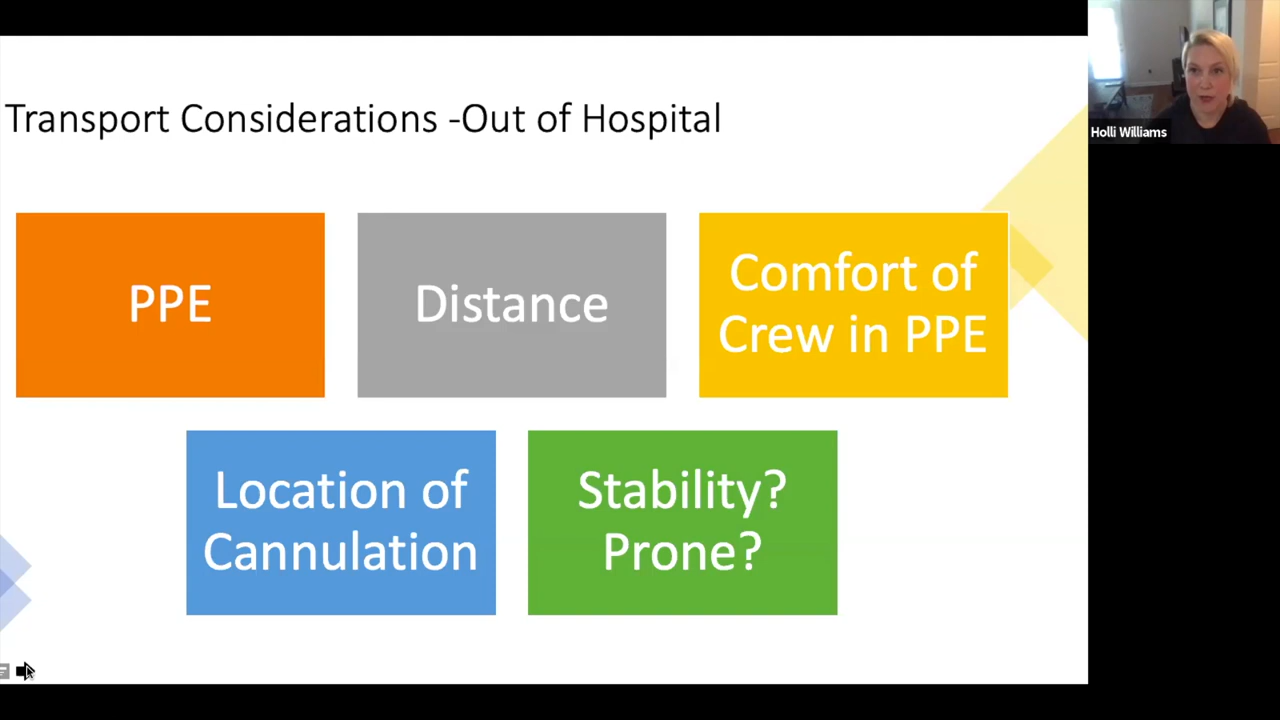 Transport Considerations -Out of Hospital
Holli Williams
PPE
Distance
Comfort of
Crew in PPE
Location of
Cannulation
Stability?
Prone?